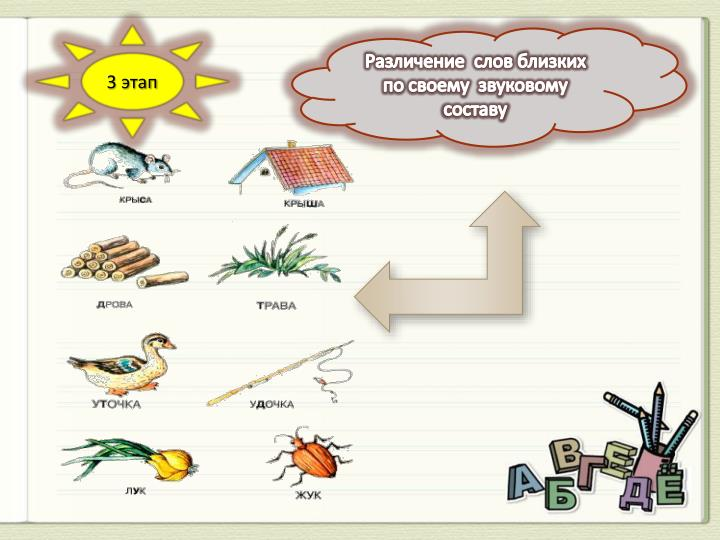 3 этап
Различение слов близких
по своему звуковому
составу
КРЫСА
КРЫША
ДРОВА
ТРАВА
УТОЧКА
УДОЧКА
ЛУК
ЖУК
А Б В Г Е Д Ё